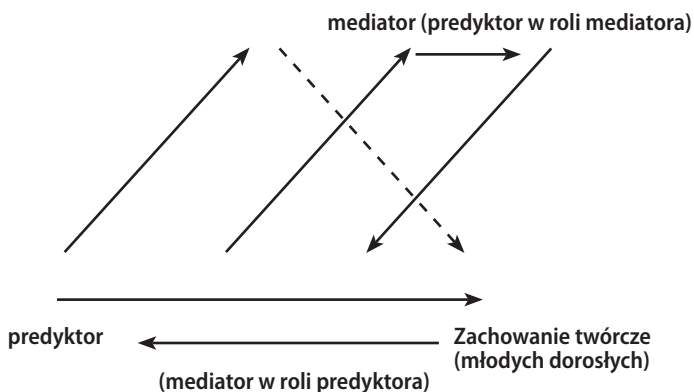 mediator (predyktor w roli mediatora)
predyktor
Zachowanie twórcze
(młodych dorosłych)
(mediator w roli predyktora)